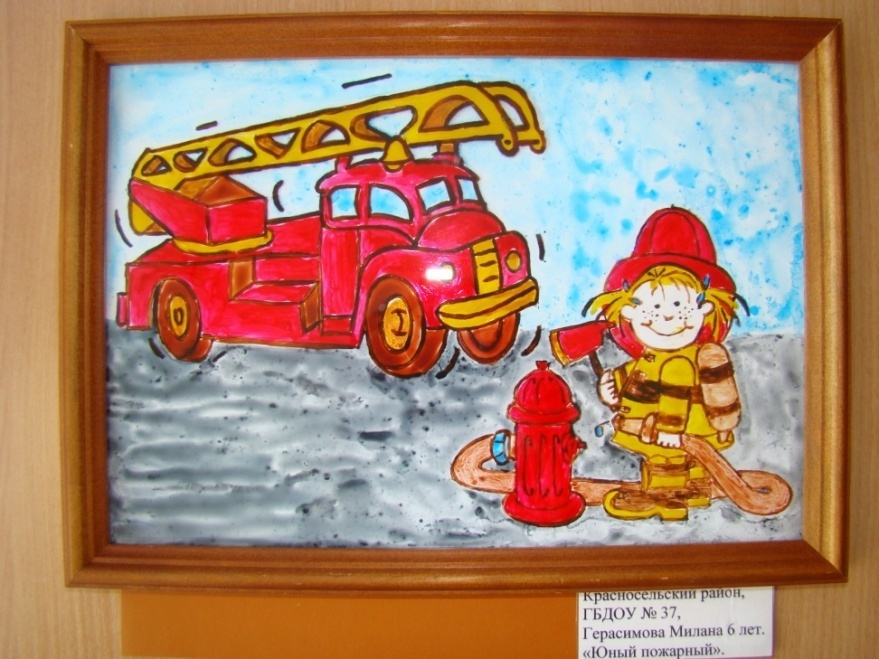 Красносельский район,
ГБДОУ № 37,
Герасимова Милана 6 лет.
«Юный пожарный».